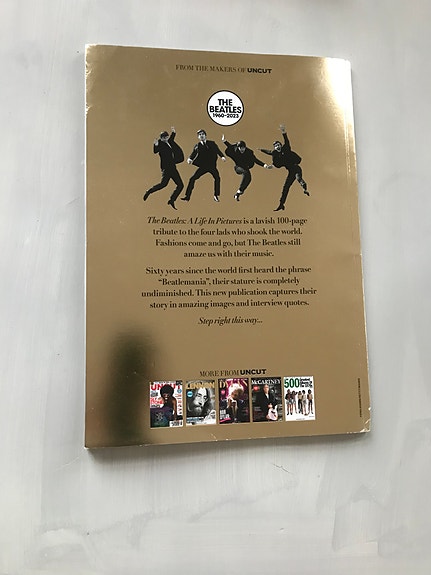 FROM THE MAKERS OF UNCUT
THE
BEATLES
1960-2023
The Beatles: A Life In Pictures is a lavish 100-page
tribute to the four lads who shook the world.
Fashions come and go, but The Beatles still
amaze us with their music.
Sixty years since the world first heard the phrase
“Beatlemania”, their stature is completely
undiminished. This new publication captures their
story in amazing images and interview quotes.
Step right this way...
MORE FROM UNCUT
LENNON
McCARTNEY
500